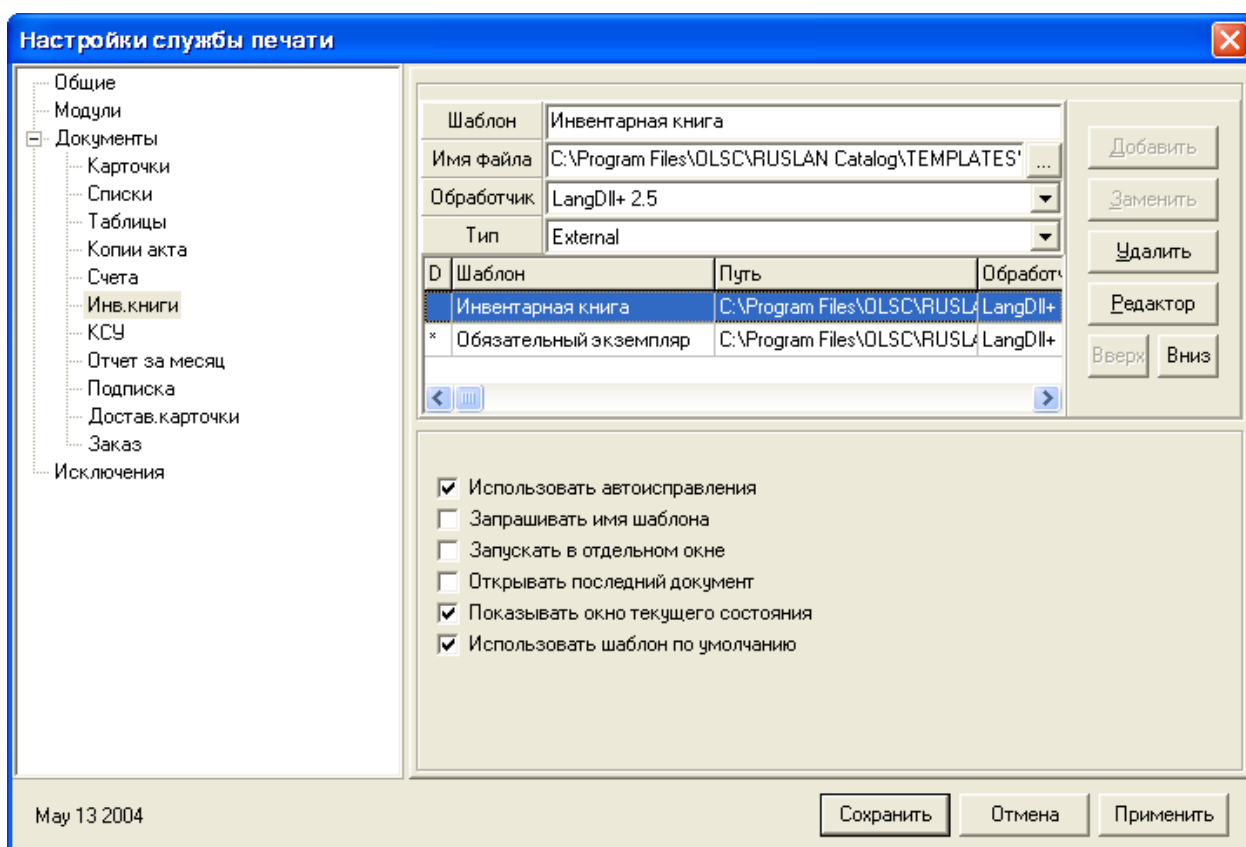 Настройки службы печати
Общие
Модули
Документы
Карточки
Списки
Таблицы
Копии акта
Счета
Инв.книги
КСУ
Отчет за месяц
Подписка
Достав.карточки
Заказ
Исключения
Шаблон Инвентарная книга
Имя файла C:\Program Files\OLSC\RUSLAN Catalog\TEMPLATES' ...
Обработчик LangDll+ 2.5
Тип External
D Шаблон Путь Обработч
Инвентарная книга C:\Program Files\OLSC\RUSLA LangDll+
* Обязательный экземпляр C:\Program Files\OLSC\RUSLA LangDll+
Добавить
Заменить
Удалить
Редактор
Вверх Вниз
Использовать автоисправления
Запрашивать имя шаблона
Запускать в отдельном окне
Открывать последний документ
Показывать окно текущего состояния
Использовать шаблон по умолчанию
May 13 2004 Сохранить Отмена Применить